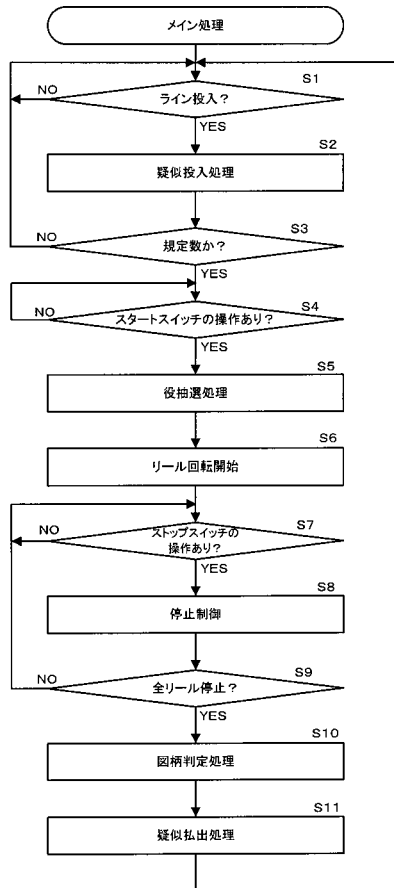 メイン処理
S1
ライン投入？
NO
YES
S2
疑似投入処理
S3
規定数か？
NO
YES
S4
スタートスイッチの操作あり？
NO
YES
S5
役抽選処理
S6
リール回転開始
S7
ストップスイッチの
操作あり？
NO
YES
S8
停止制御
S9
全リール停止？
NO
YES
S10
図柄判定処理
S11
疑似払出処理